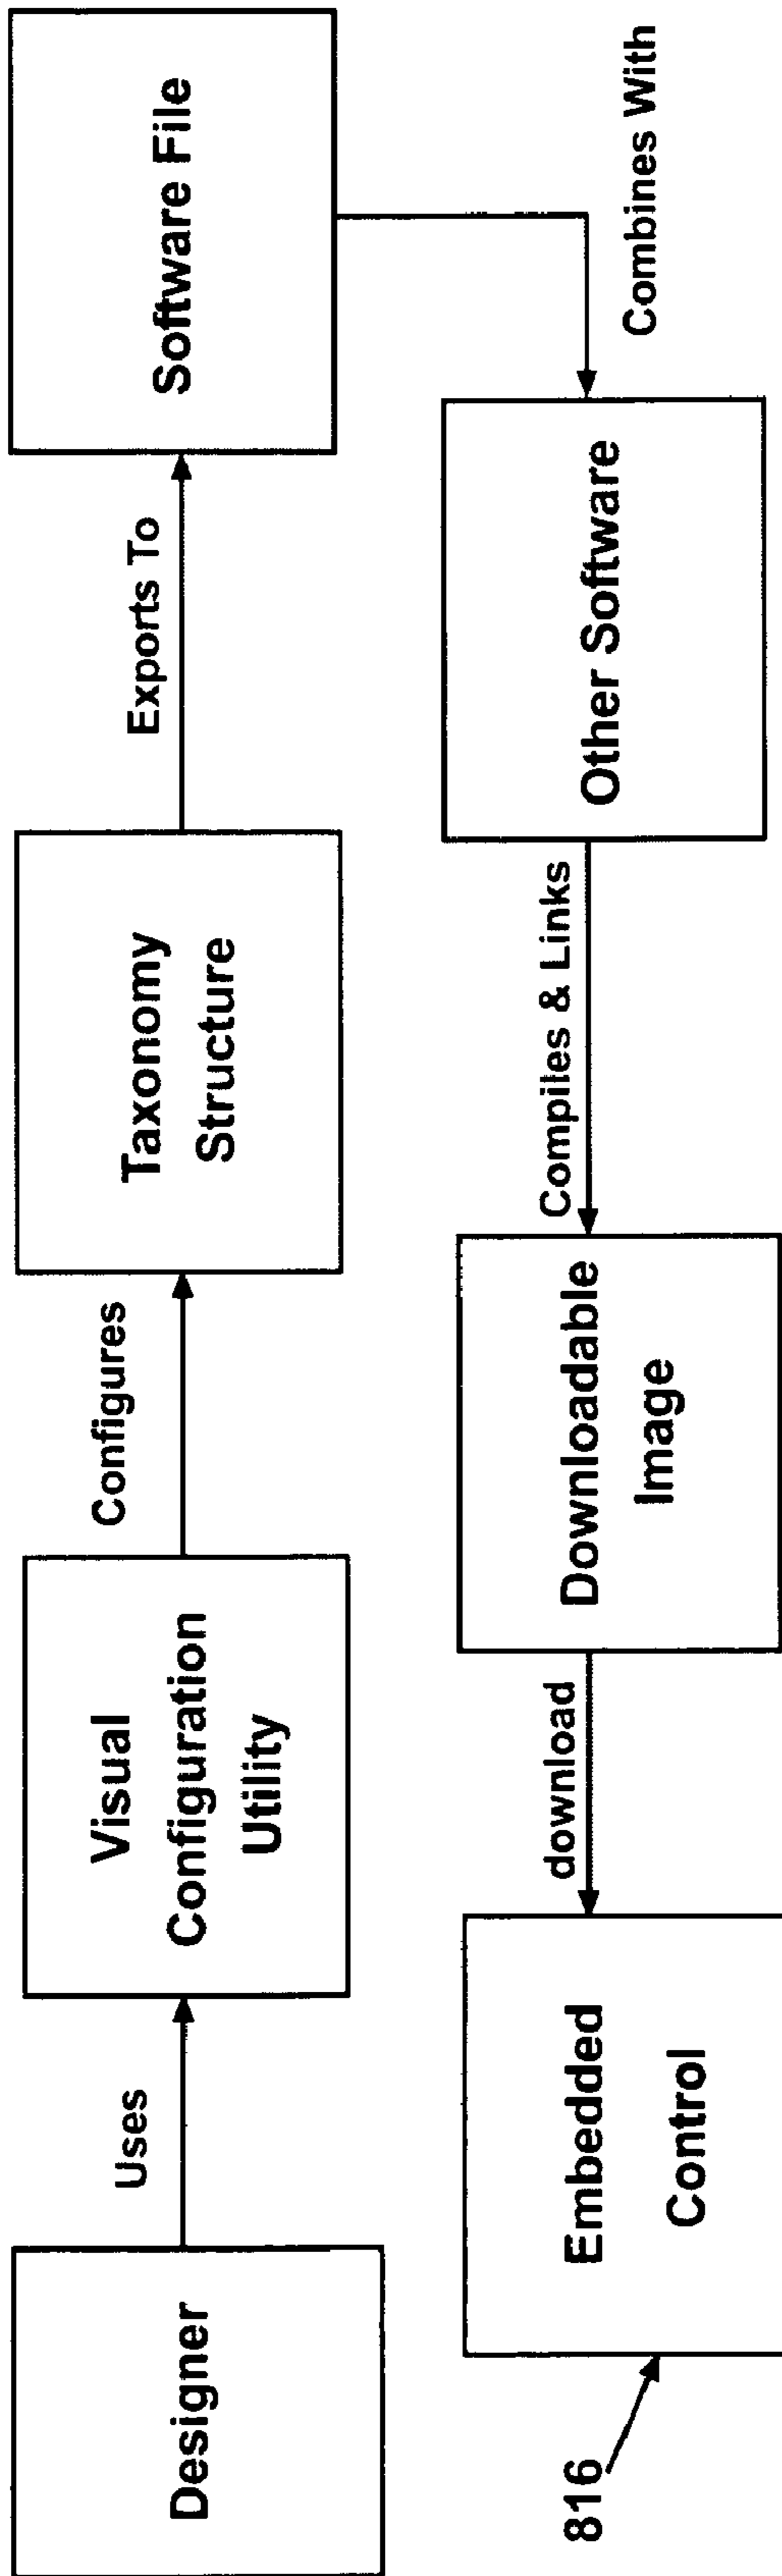 Designer
Uses
Visual
Configuration
Utility
Configures
Taxonomy
Structure
Exports To
Software File
Combines With
Other Software
Compiles & Links
Downloadable
Image
download
Embedded
Control
816